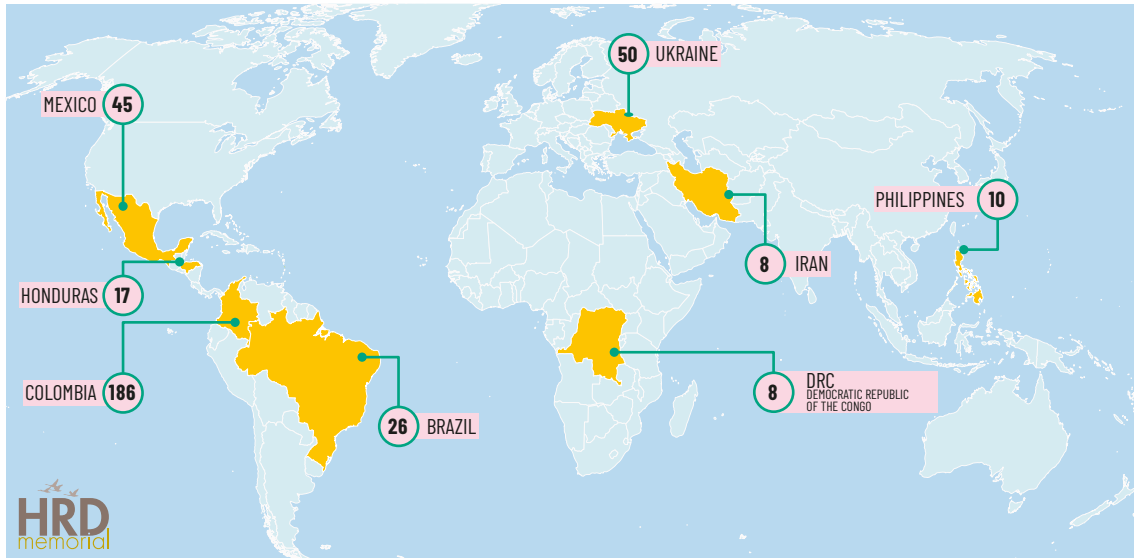 50 UKRAINE
MEXICO 45
PHILIPPINES 10
8 IRAN
HONDURAS 17
COLOMBIA 186
8 DRC
DEMOCRATIC REPUBLIC
OF THE CONGO
26 BRAZIL
HRD
memorial